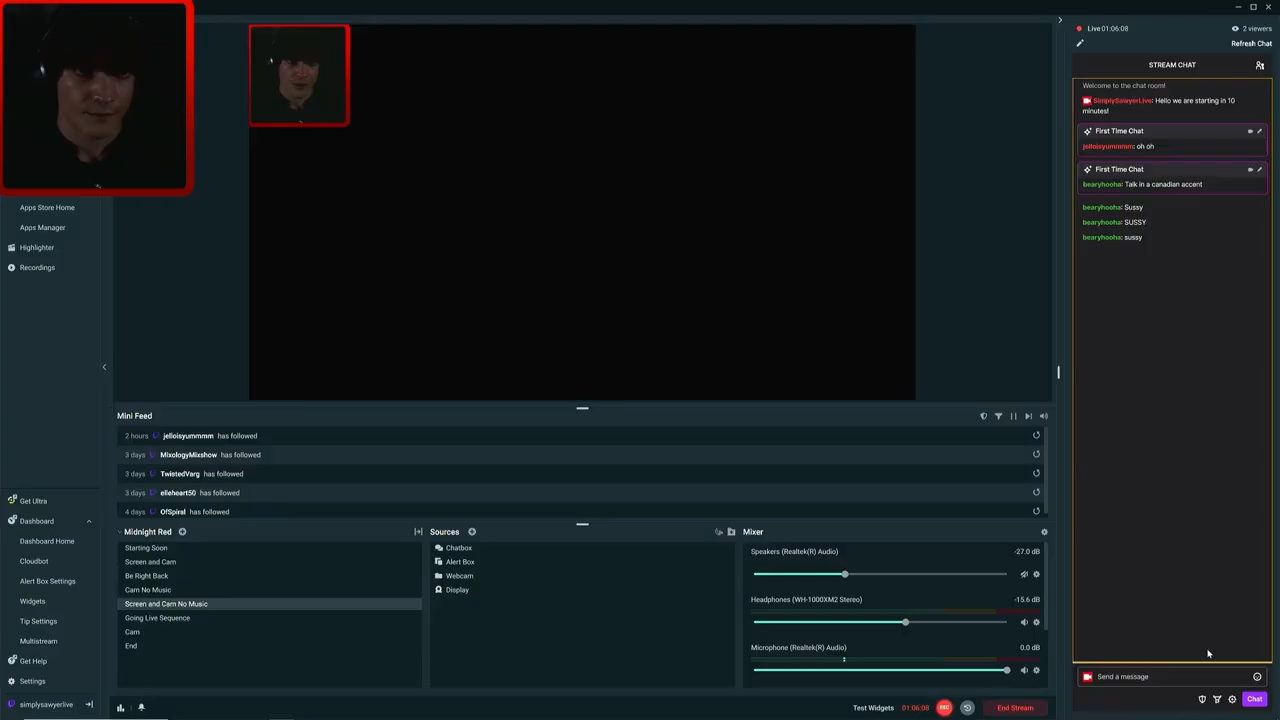 Live 01:06:08
2 viewers
Refresh Chat
STREAM CHAT
Welcome to the chat room!
SimplySawyerLive: Hello we are starting in 10
minutes!
First Time Chat
jelloisyummmm: oh oh
First Time Chat
bearyhooha: Talk in a canadian accent
bearyhooha: Sussy
bearyhooha: SUSSY
bearyhooha: sussy
Send a message
Chat
Apps Store Home
Apps Manager
Highlighter
Recordings
Get Ultra
Dashboard
Dashboard Home
Cloudbot
Alert Box Settings
Widgets
Tip Settings
Multistream
Get Help
Settings
simplysawyerlive
Mini Feed
2 hours jelloisyummmm has followed
3 days MixologyMixshow has followed
3 days TwistedVarg has followed
3 days elleheart50 has followed
4 days OfSpiral has followed
Midnight Red
Starting Soon
Screen and Cam
Be Right Back
Cam No Music
Screen and Cam No Music
Going Live Sequence
Cam
End
Sources
Chatbox
Alert Box
Webcam
Display
Mixer
Speakers (Realtek(R) Audio) -27.0 dB
Headphones (WH-1000XM2 Stereo) -15.6 dB
Microphone (Realtek(R) Audio) 0.0 dB
Test Widgets 01:06:08 REC End Stream